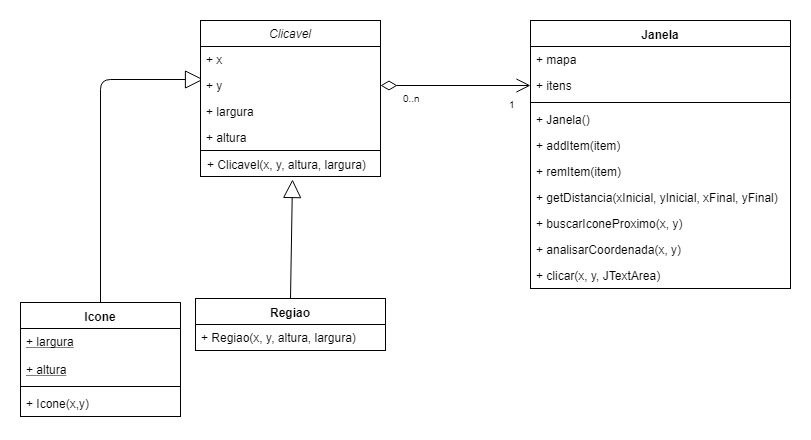 Clicavel
+ x
+ y
+ largura
+ altura
+ Clicavel(x, y, altura, largura)
0..n
1
Janela
+ mapa
+ itens
+ Janela()
+ addItem(item)
+ remItem(item)
+ getDistancia(xInicial, yInicial, xFinal, yFinal)
+ buscarIconeProximo(x, y)
+ analisarCoordenada(x, y)
+ clicar(x, y, JTextArea)
Icone
+ largura
+ altura
+ Icone(x,y)
Regiao
+ Regiao(x, y, altura, largura)